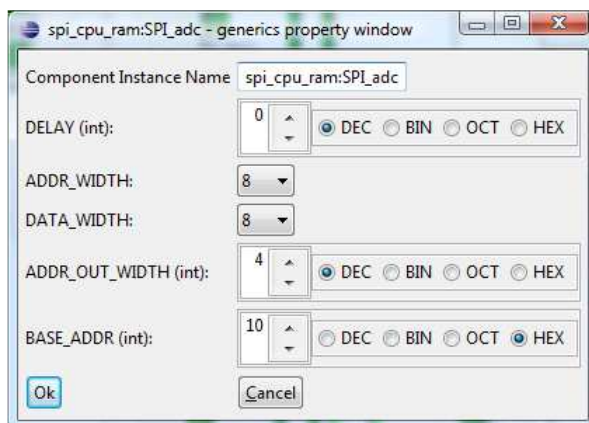 spi_cpu_ram:SPI_adc - generics property window
Component Instance Name spi_cpu_ram:SPI_adc
DELAY (int): 0 DEC BIN OCT HEX
ADDR_WIDTH: 8
DATA_WIDTH: 8
ADDR_OUT_WIDTH (int): 4 DEC BIN OCT HEX
BASE_ADDR (int): 10 DEC BIN OCT HEX
Ok Cancel